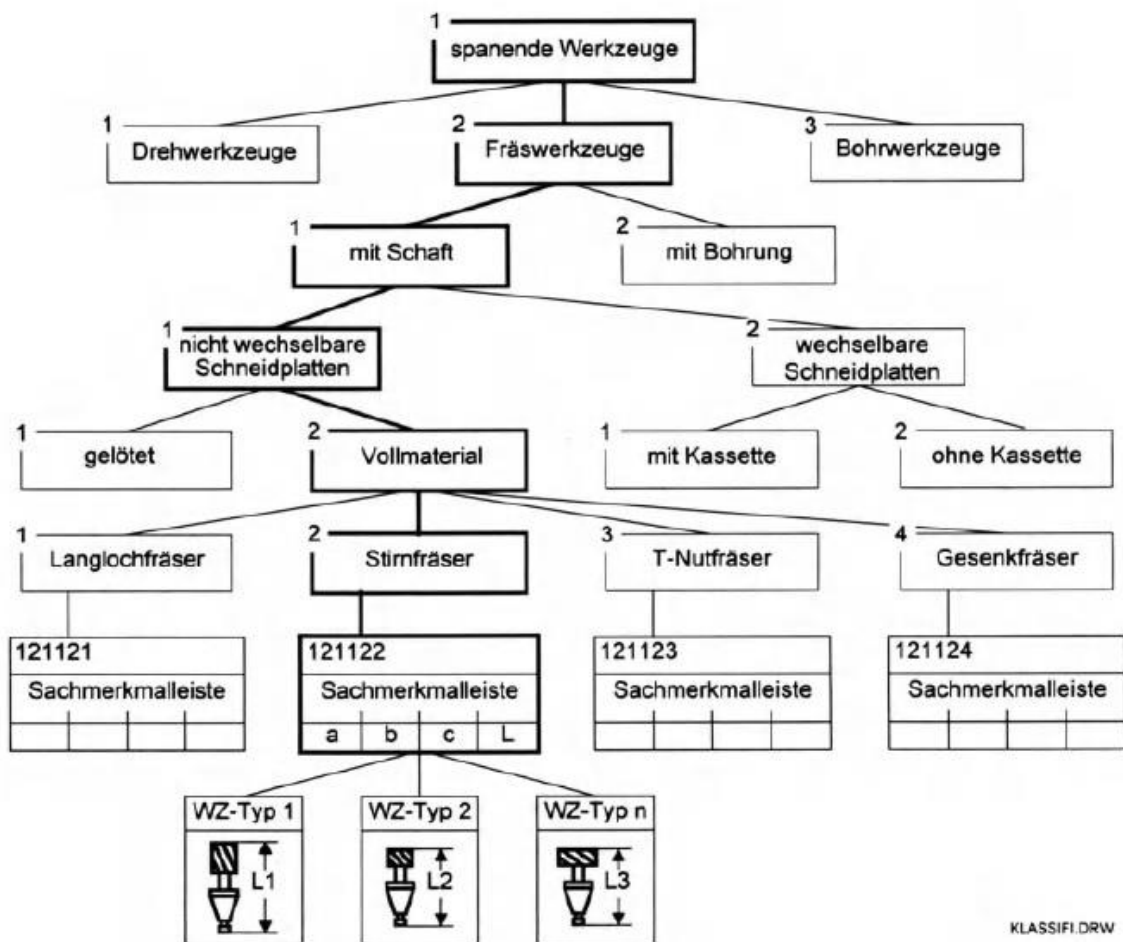 1
spanende Werkzeuge
1 2 3
Drehwerkzeuge Fräswerkzeuge Bohrwerkzeuge
1 2
mit Schaft mit Bohrung
1 2
nicht wechselbare wechselbare
Schneidplatten Schneidplatten
1 2 1 2
gelötet Vollmaterial mit Kassette ohne Kassette
1 2 3 4
Langlochfräser Stirnfräser T-Nutfräser Gesenkfräser
121121 121122 121123 121124
Sachmerkmalleiste Sachmerkmalleiste Sachmerkmalleiste Sachmerkmalleiste
a b c L
WZ-Typ 1 WZ-Typ 2 WZ-Typ n
L1 L2 L3
KLASSIFI.DRW